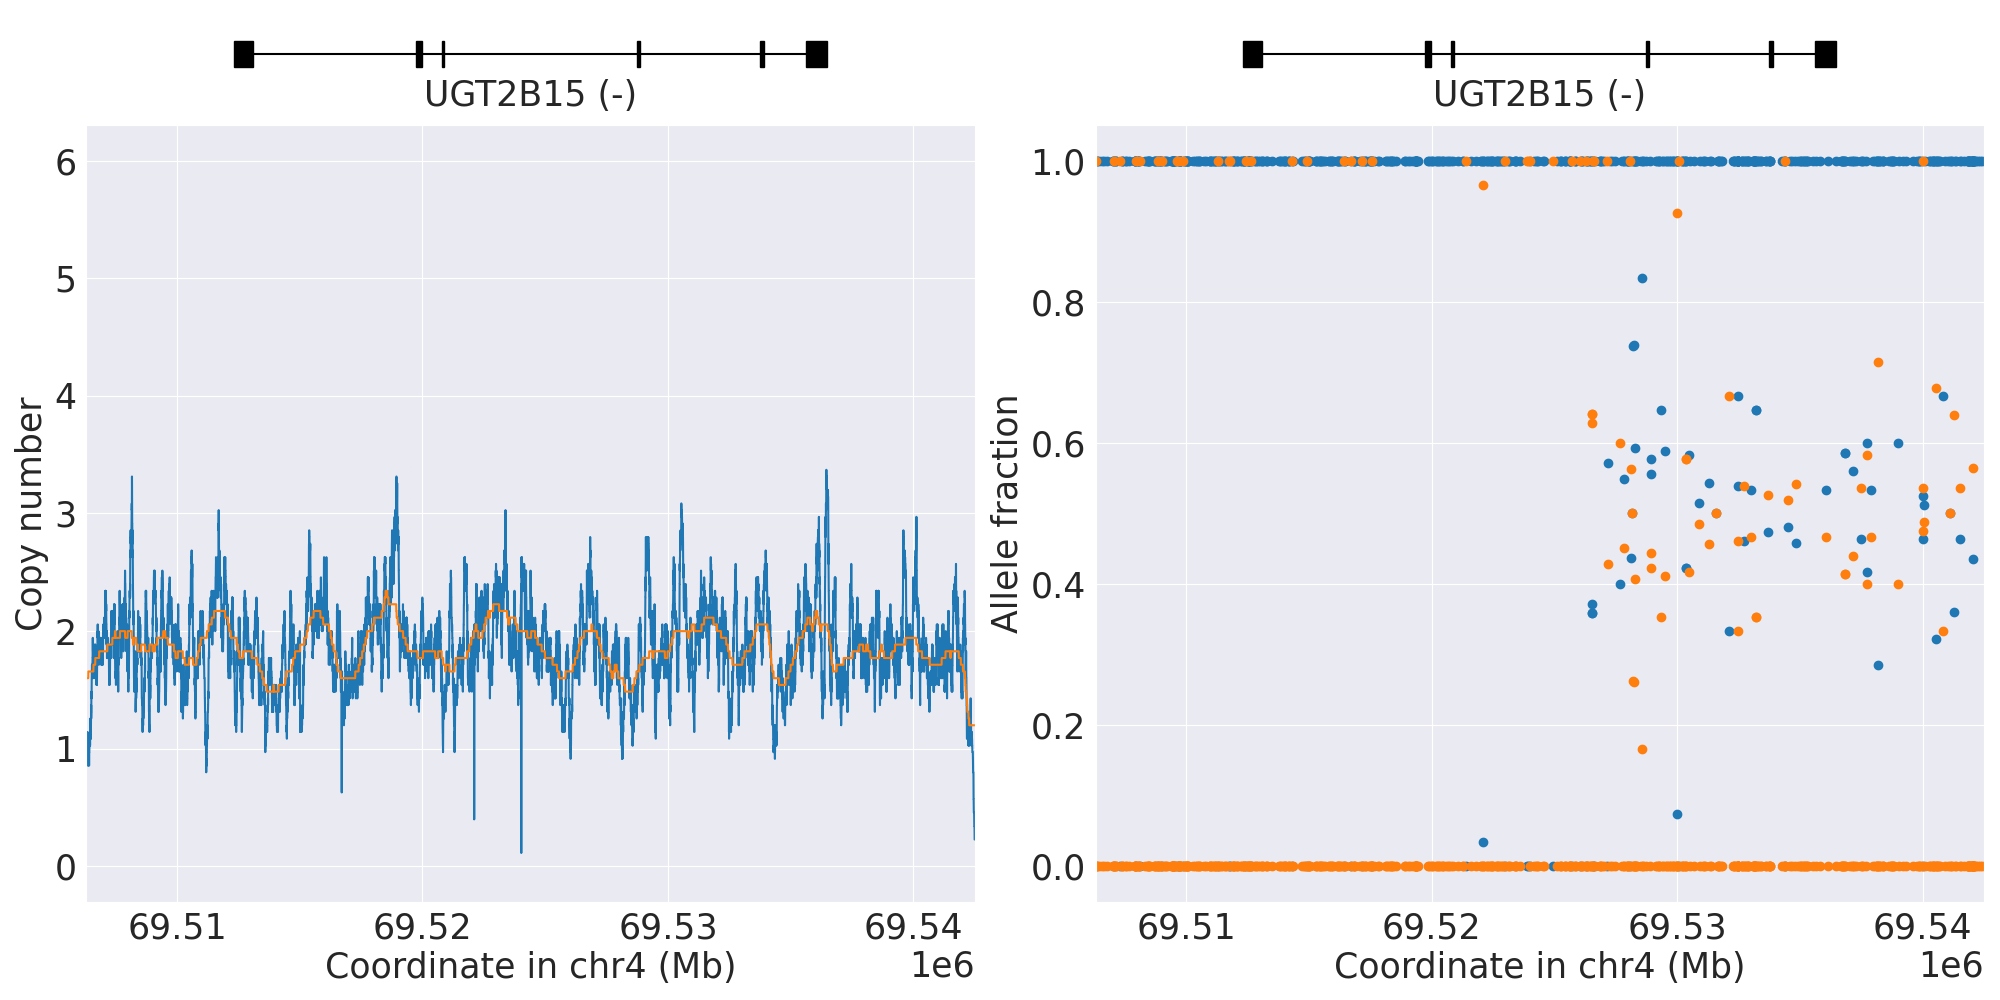 UGT2B15 (-)
UGT2B15 (-)
Copy number
6
5
4
3
2
1
0
69.51 69.52 69.53 69.54
Coordinate in chr4 (Mb)
1e6
Allele fraction
1.0
0.8
0.6
0.4
0.2
0.0
69.51 69.52 69.53 69.54
Coordinate in chr4 (Mb)
1e6